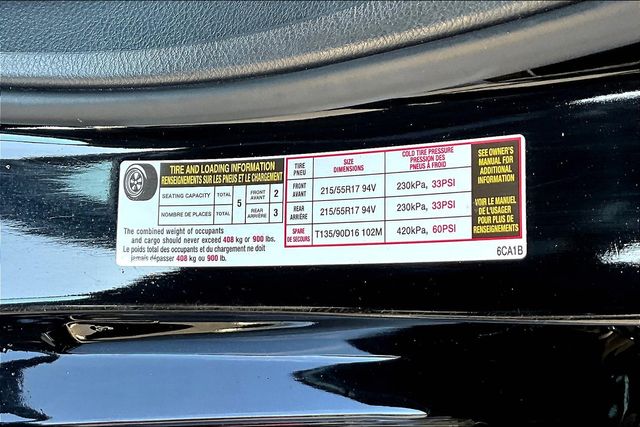 TIRE AND LOADING INFORMATION
RENSEIGNEMENTS SUR LES PNEUS ET LE CHARGEMENT
SEATING CAPACITY TOTAL 5 FRONT AVANT 2
NOMBRE DE PLACES TOTAL REAR ARRIÈRE 3
The combined weight of occupants
and cargo should never exceed 408 kg or 900 lbs.
Le poids total des occupants et du chargement ne doit
jamais dépasser 408 kg ou 900 lb.
TIRE PNEU SIZE DIMENSIONS COLD TIRE PRESSURE PRESSION DES PNEUS À FROID
FRONT AVANT 215/55R17 94V 230kPa, 33PSI
REAR ARRIÈRE 215/55R17 94V 230kPa, 33PSI
SPARE DE SECOURS T135/90D16 102M 420kPa, 60PSI
SEE OWNER'S
MANUAL FOR
ADDITIONAL
INFORMATION
VOIR LE MANUEL
DE L'USAGER
POUR PLUS DE
RENSEIGNEMENTS
6CA1B